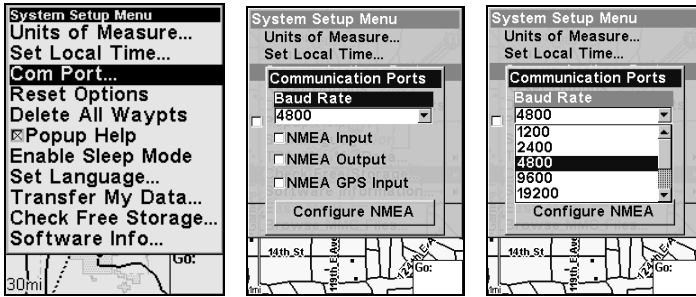 System Setup Menu
Units of Measure...
Set Local Time...
Com Port...
Reset Options
Delete All Waypts
Popup Help
Enable Sleep Mode
Set Language...
Transfer My Data...
Check Free Storage...
Software Info...
Go:
30mi
System Setup Menu
Units of Measure...
Set Local Time...
Communication Ports
Baud Rate
4800
NMEA Input
NMEA Output
NMEA GPS Input
Configure NMEA
14th St
119th E Ave
Go:
System Setup Menu
Units of Measure...
Set Local Time...
Communication Ports
Baud Rate
4800
1200
2400
4800
9600
19200
Configure NMEA
14th St
119th E Ave
Go: